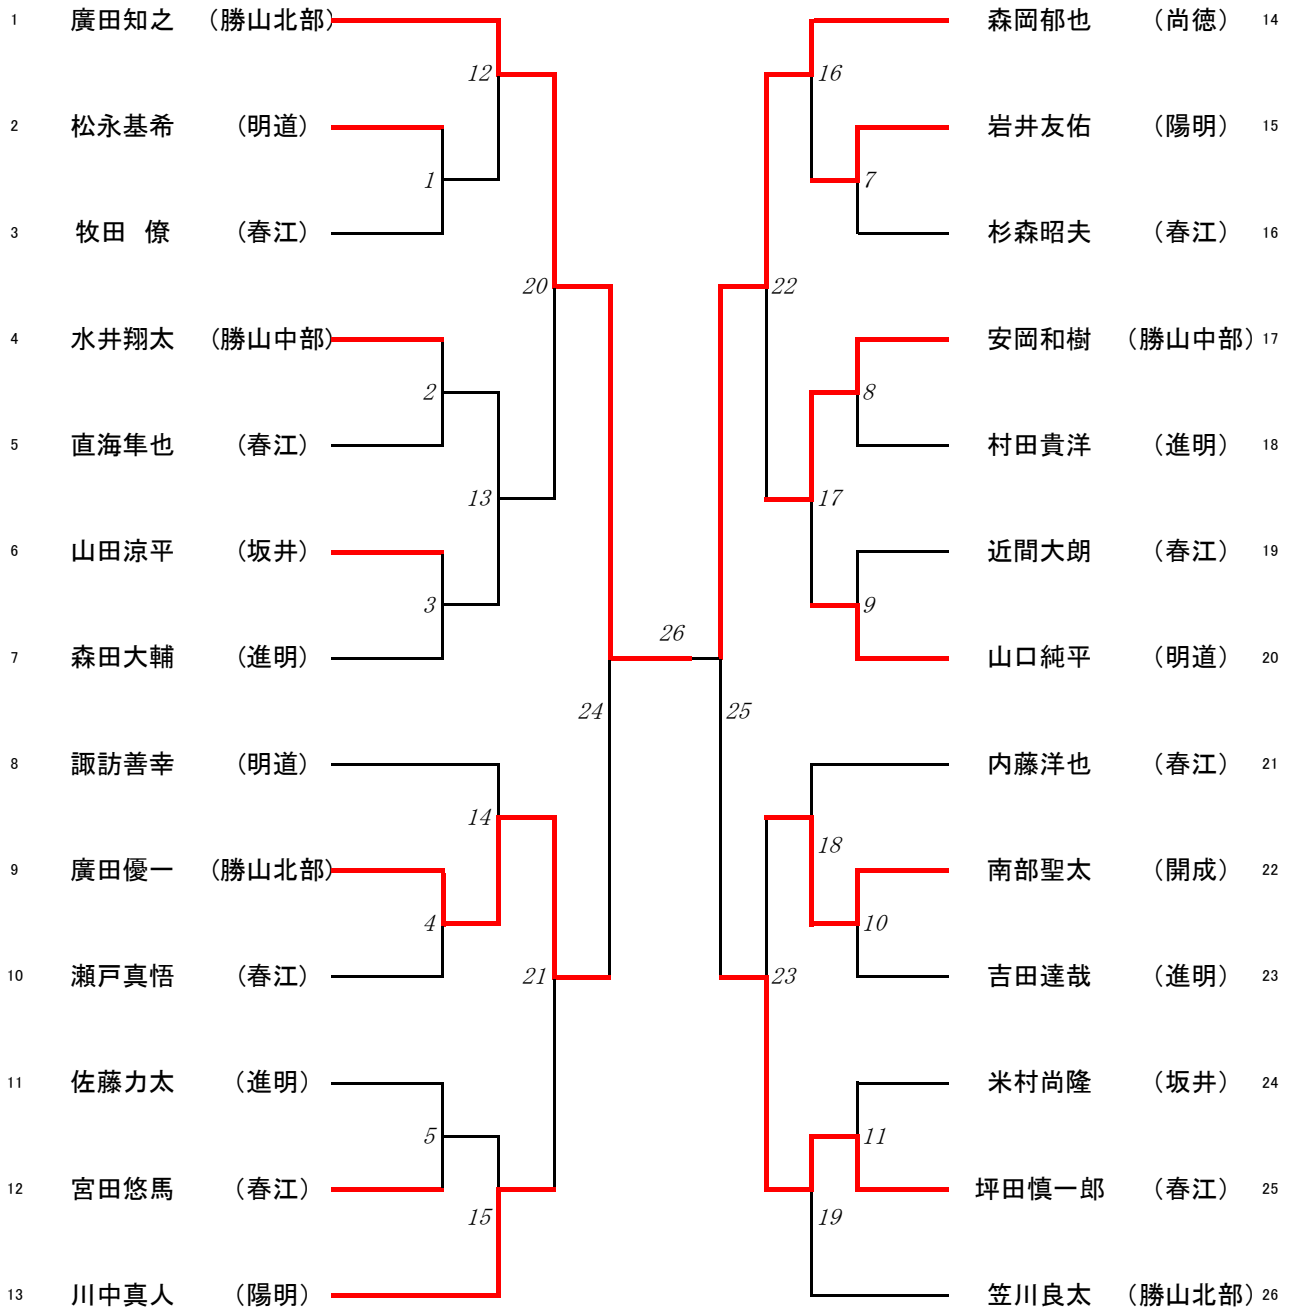 1 廣田知之 (勝山北部)
2 松永基希 (明道)
3 牧田 僚 (春江)
4 水井翔太 (勝山中部)
5 直海隼也 (春江)
6 山田涼平 (坂井)
7 森田大輔 (進明)
8 諏訪善幸 (明道)
9 廣田優一 (勝山北部)
10 瀬戸真悟 (春江)
11 佐藤力太 (進明)
12 宮田悠馬 (春江)
13 川中真人 (陽明)
12
1
20
2
13
3
26
24
14
4
21
5
15
16
7
22
8
17
9
25
18
10
23
11
19
森岡郁也 (尚徳) 14
岩井友佑 (陽明) 15
杉森昭夫 (春江) 16
安岡和樹 (勝山中部) 17
村田貴洋 (進明) 18
近間大朗 (春江) 19
山口純平 (明道) 20
内藤洋也 (春江) 21
南部聖太 (開成) 22
吉田達哉 (進明) 23
米村尚隆 (坂井) 24
坪田慎一郎 (春江) 25
笠川良太 (勝山北部) 26